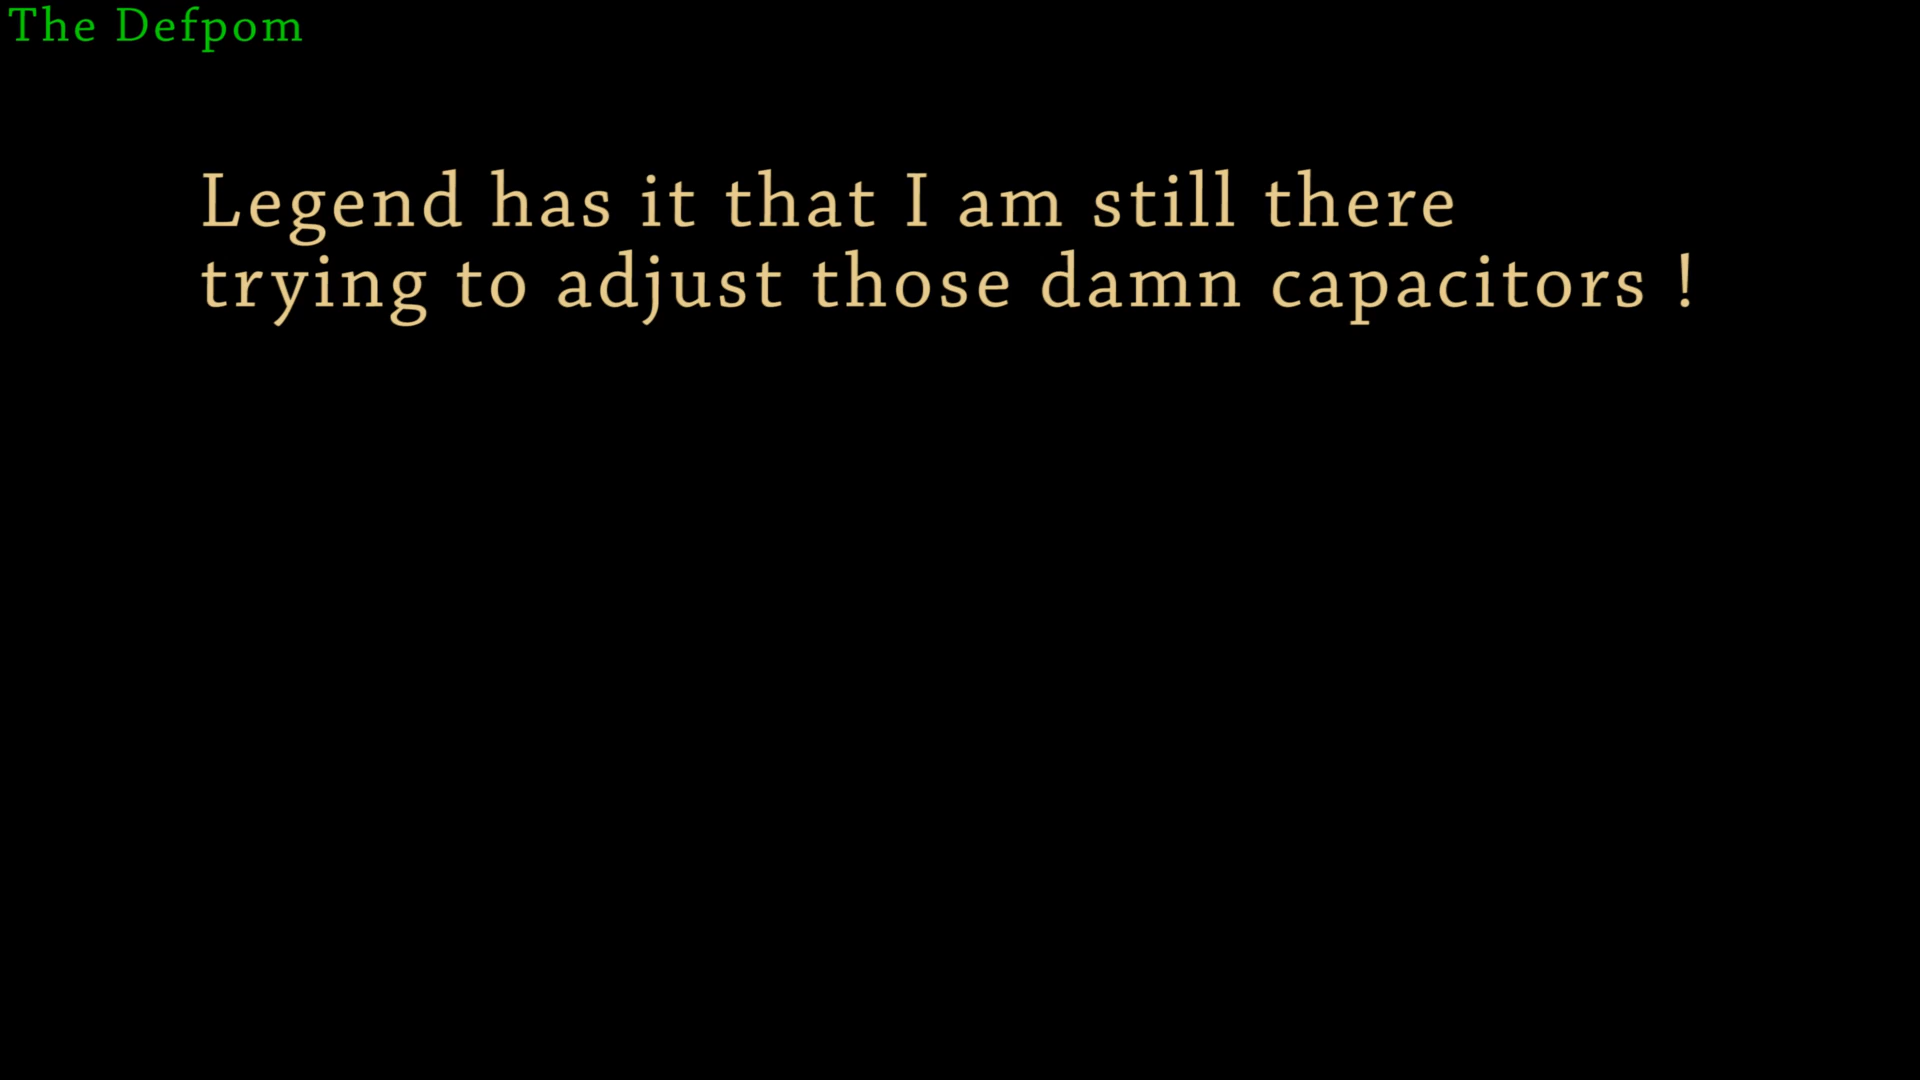 The Defpom
Legend has it that I am still there
trying to adjust those damn capacitors !